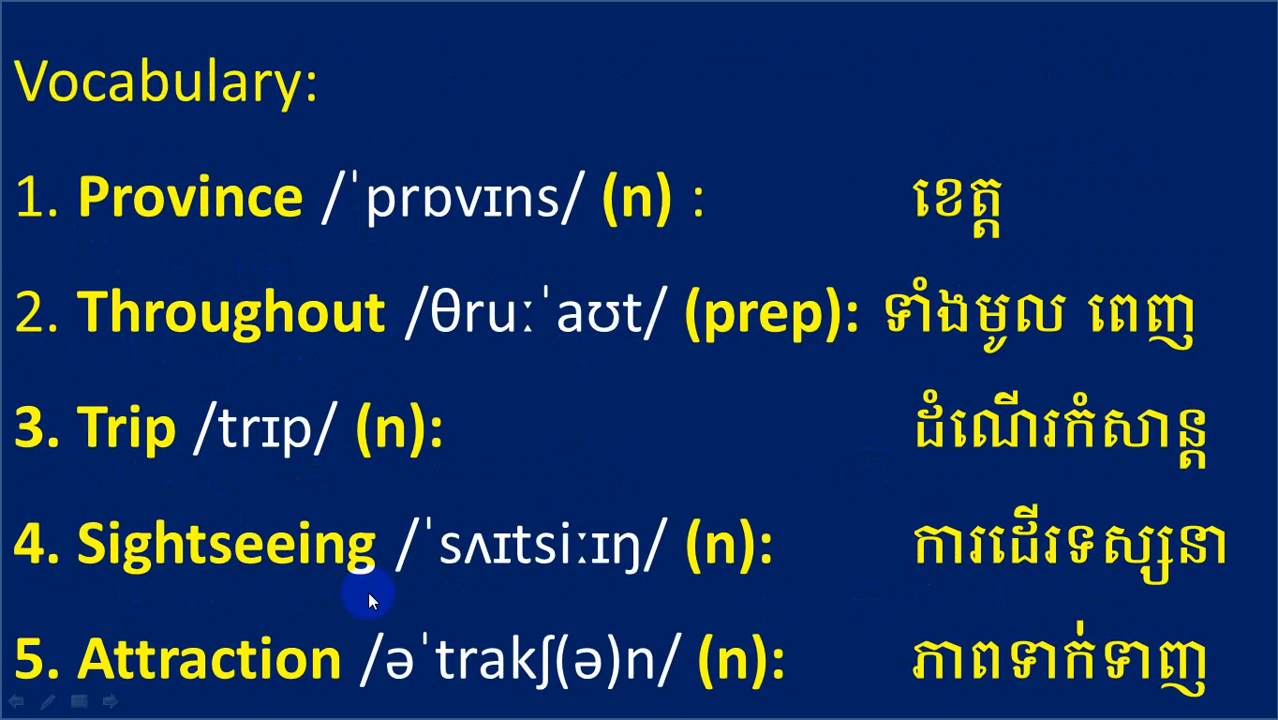 Vocabulary:
1. Province /ˈprɒvɪns/ (n) : ខេត្ត
2. Throughout /θruːˈaʊt/ (prep): ទាំងមូល ពេញ
3. Trip /trɪp/ (n): ដំណើរកំសាន្ត
4. Sightseeing /ˈsʌɪtsiːɪŋ/ (n): ការដើរទស្សនា
5. Attraction /əˈtrakʃ(ə)n/ (n): ភាពទាក់ទាញ